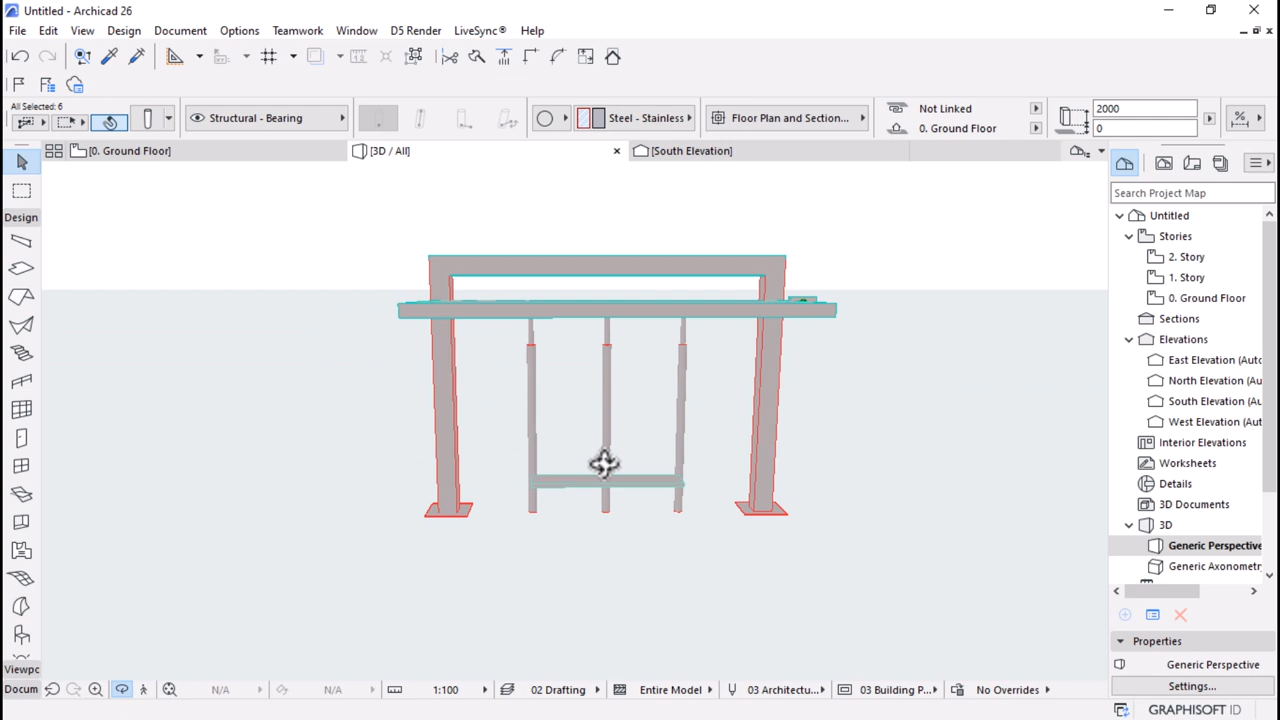 Untitled - Archicad 26
File Edit View Design Document Options Teamwork Window D5 Render LiveSync® Help
All Selected: 6
Structural - Bearing
Steel - Stainless
Floor Plan and Section...
Not Linked
0. Ground Floor
2000
0
[0. Ground Floor]
[3D / All]
[South Elevation]
Search Project Map
Design
Untitled
Stories
2. Story
1. Story
0. Ground Floor
Sections
Elevations
East Elevation (Auto
North Elevation (Au
South Elevation (Au
West Elevation (Aut
Interior Elevations
Worksheets
Details
3D Documents
3D
Generic Perspective
Generic Axonometr
Properties
Generic Perspective
Settings...
Viewpc
Docum
N/A
N/A
1:100
02 Drafting
Entire Model
03 Architectu...
03 Building P...
No Overrides
GRAPHISOFT ID